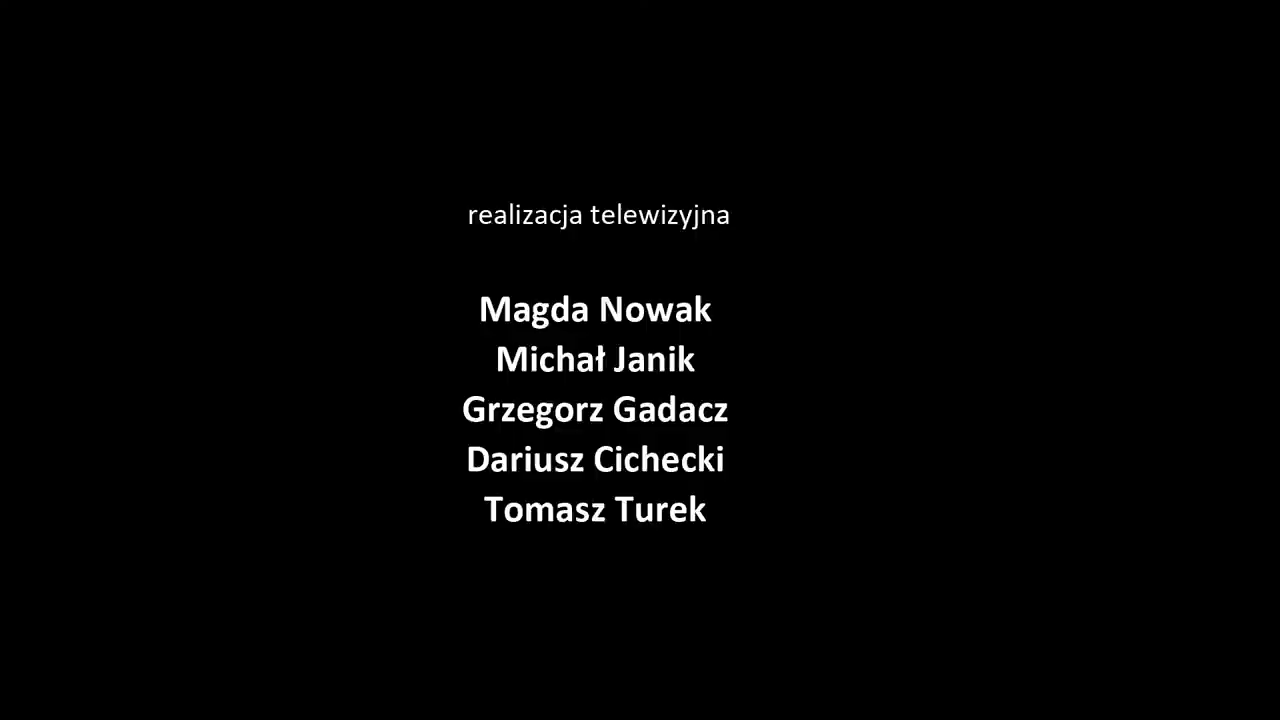 realizacja telewizyjna
Magda Nowak
Michał Janik
Grzegorz Gadacz
Dariusz Cichecki
Tomasz Turek